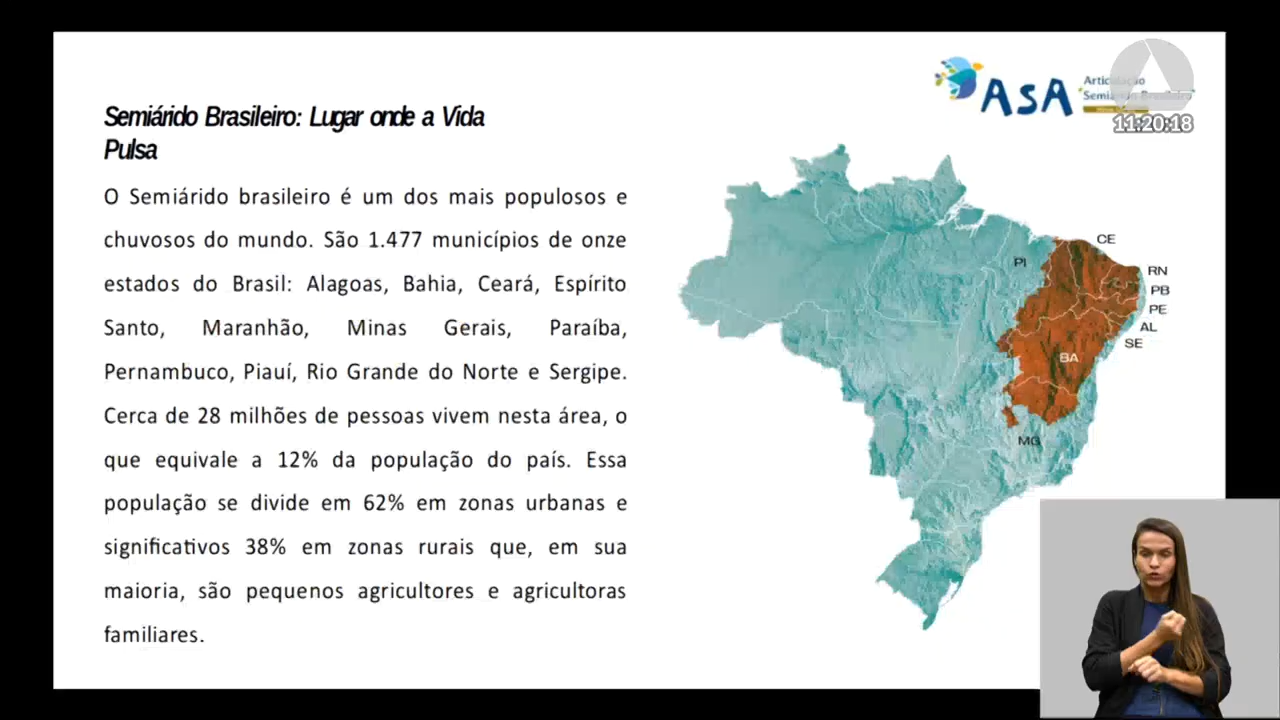 Semiárido Brasileiro: Lugar onde a Vida
Pulsa
O Semiárido brasileiro é um dos mais populosos e
chuvosos do mundo. São 1.477 municípios de onze
estados do Brasil: Alagoas, Bahia, Ceará, Espírito
Santo, Maranhão, Minas Gerais, Paraíba,
Pernambuco, Piauí, Rio Grande do Norte e Sergipe.
Cerca de 28 milhões de pessoas vivem nesta área, o
que equivale a 12% da população do país. Essa
população se divide em 62% em zonas urbanas e
significativos 38% em zonas rurais que, em sua
maioria, são pequenos agricultores e agricultoras
familiares.
ASA
Articulação
Semiárido Brasileiro
11:20:18
CE
PI
RN
PB
PE
AL
SE
BA
MG